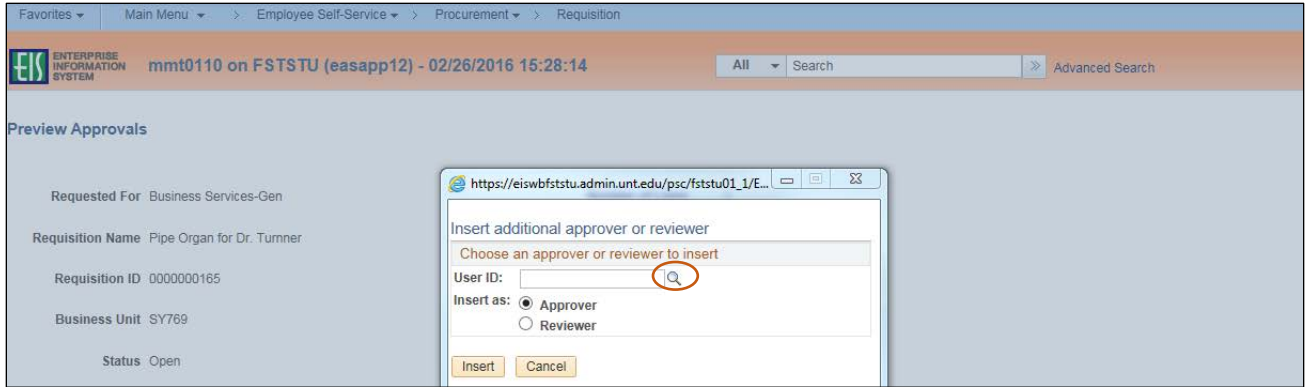 Favorites Main Menu > Employee Self-Service > Procurement > Requisition
EIS ENTERPRISE INFORMATION SYSTEM
mmt0110 on FSTSTU (easapp12) - 02/26/2016 15:28:14
All Search » Advanced Search
Preview Approvals
Requested For Business Services-Gen
Requisition Name Pipe Organ for Dr. Turnner
Requisition ID 0000000165
Business Unit SY769
Status Open
https://eiswbfststu.admin.unt.edu/psc/fststu01_1/E...
Insert additional approver or reviewer
Choose an approver or reviewer to insert
User ID:
Insert as: Approver
Reviewer
Insert Cancel